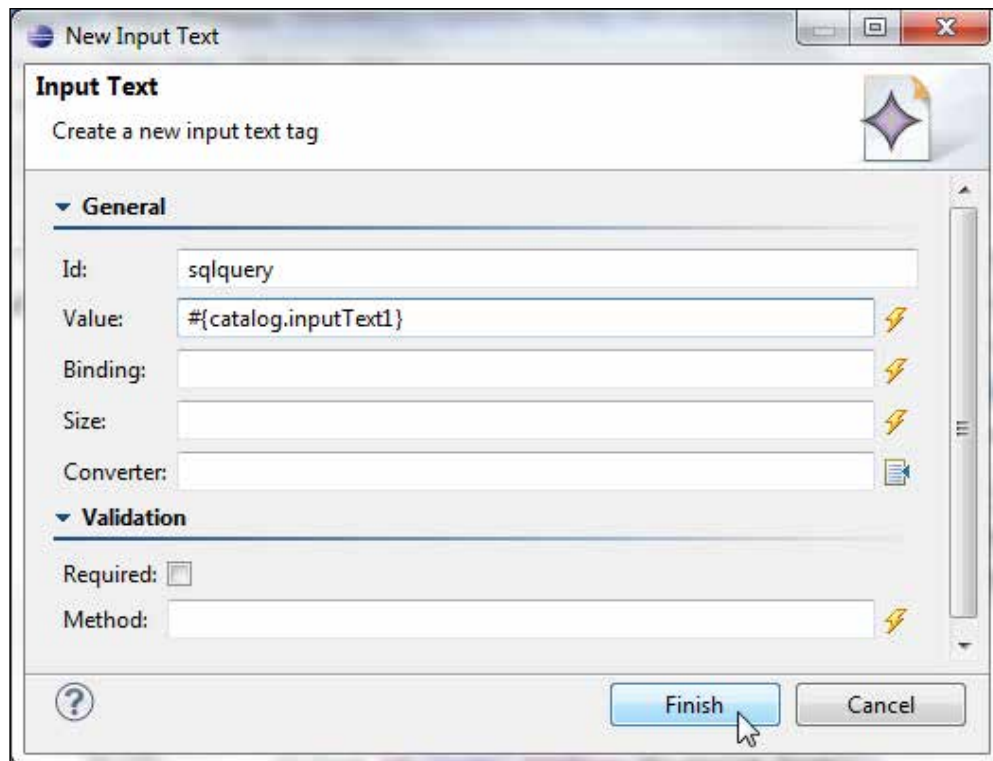 New Input Text
Input Text
Create a new input text tag
General
Id: sqlquery
Value: #{catalog.inputText1}
Binding:
Size:
Converter:
Validation
Required:
Method:
? Finish Cancel